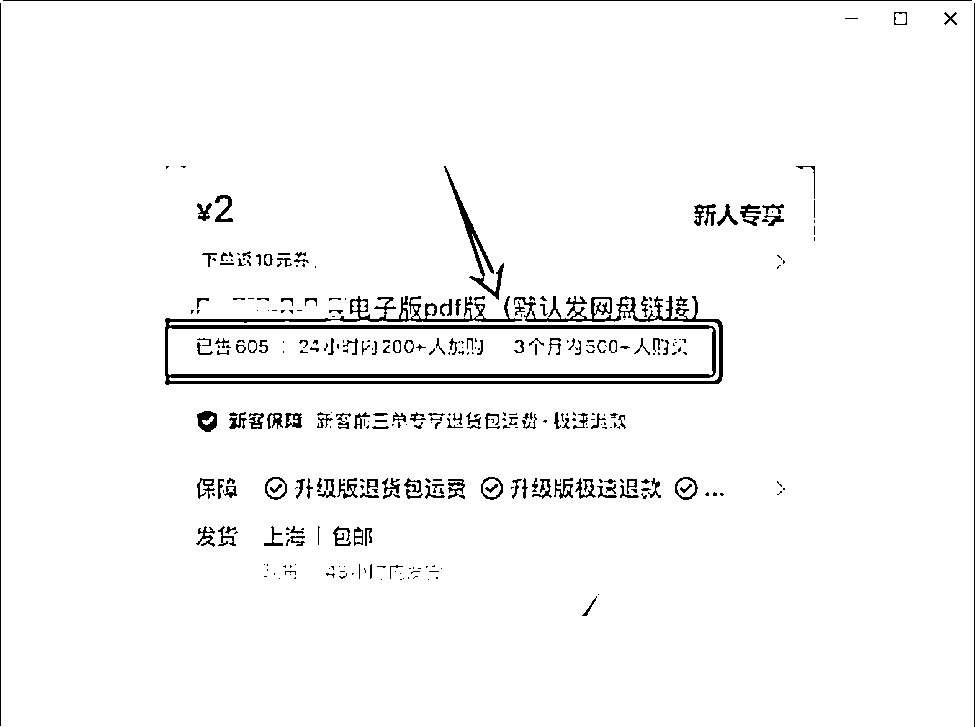 ¥2
新人专享
下单返10元券
电子版pdf版（默认发网盘链接）
已售605 24小时内200+人加购 3个月内500+人购买
新客保障 新客前三单专享退货包运费·极速退款
保障 升级版退货包运费 升级版极速退款 ...
发货 上海 | 包邮
48小时内发货